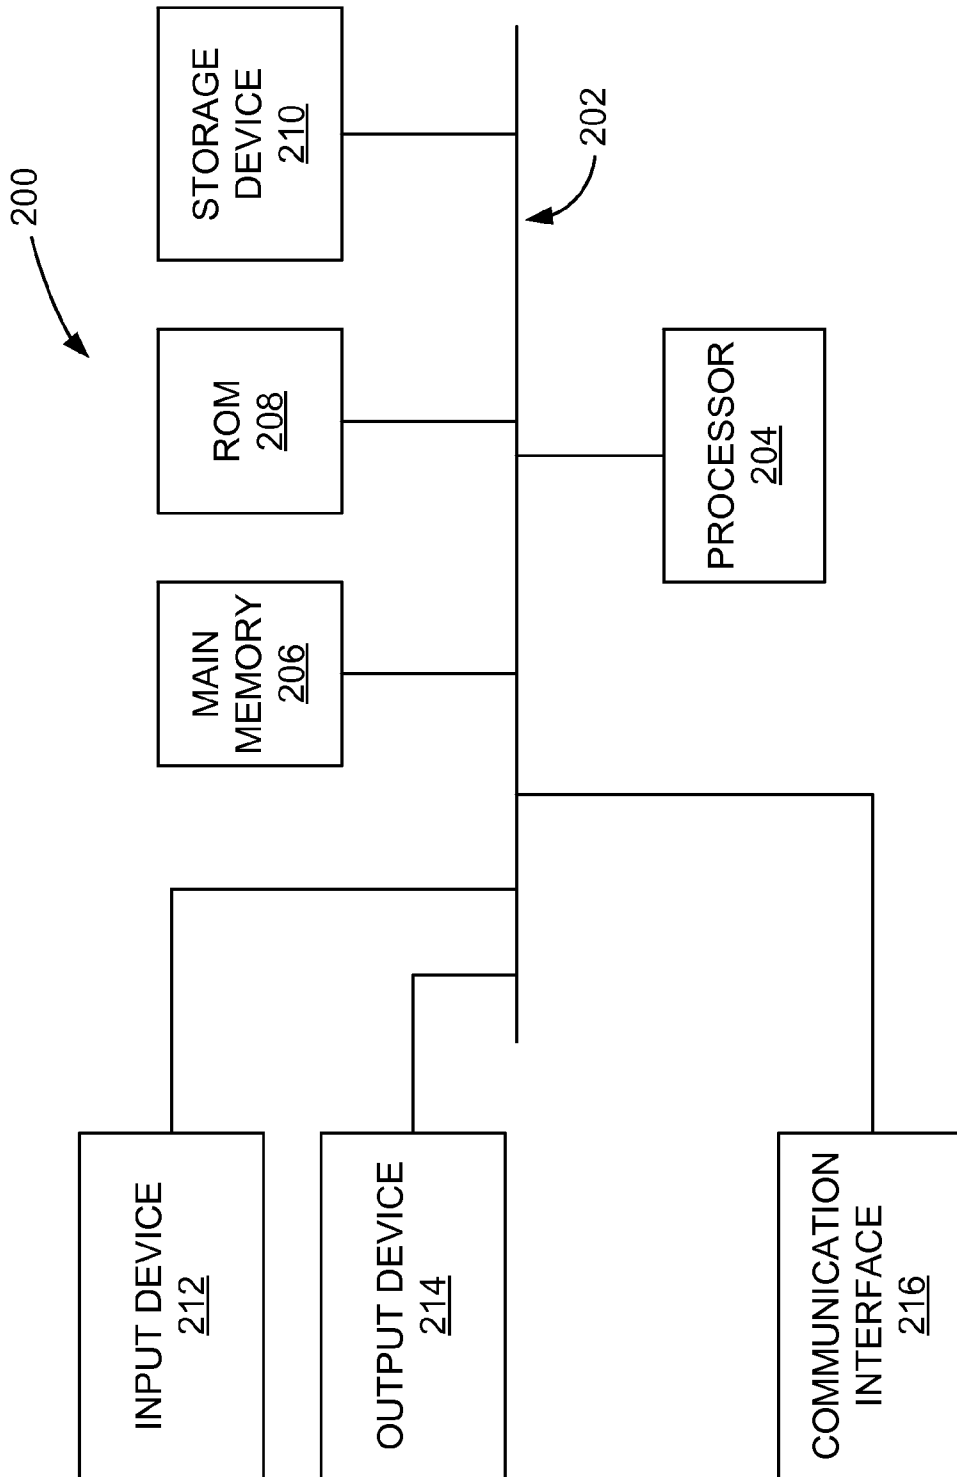 200
INPUT DEVICE
212
OUTPUT DEVICE
214
COMMUNICATION
INTERFACE
216
MAIN
MEMORY
206
ROM
208
STORAGE
DEVICE
210
202
PROCESSOR
204